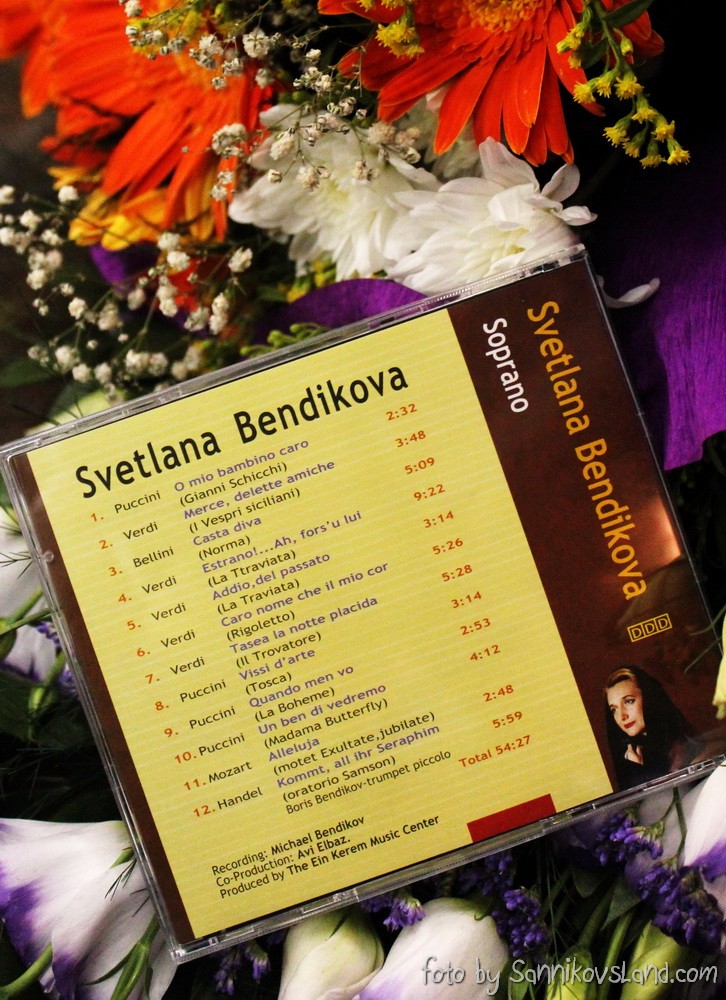 Svetlana Bendikova
1. Puccini O mio bambino caro 2:32
(Gianni Schicchi)
2. Verdi Merce, delette amiche 3:48
(I Vespri siciliani)
3. Bellini Casta diva 5:09
(Norma)
4. Verdi Estrano!...Ah, fors'u lui 9:22
(La Ttraviata)
5. Verdi Addio,del passato 3:14
(La Traviata)
6. Verdi Caro nome che il mio cor 5:26
(Rigoletto)
7. Verdi Tasea la notte placida 5:28
(Il Trovatore)
8. Puccini Vissi d'arte 3:14
(Tosca)
9. Puccini Quando men vo 2:53
(La Boheme)
10. Puccini Un ben di vedremo 4:12
(Madama Butterfly)
11. Mozart Alleluja 2:48
(motet Exultate,jubilate)
12. Handel Kommt, all ihr Seraphim 5:59
(oratorio Samson)
Boris Bendikov-trumpet piccolo
Total 54:27
Recording: Michael Bendikov
Co-Production: Avi Elbaz.
Produced by The Ein Kerem Music Center
Svetlana Bendikova
Soprano
DDD
foto by SannikovsLand.com